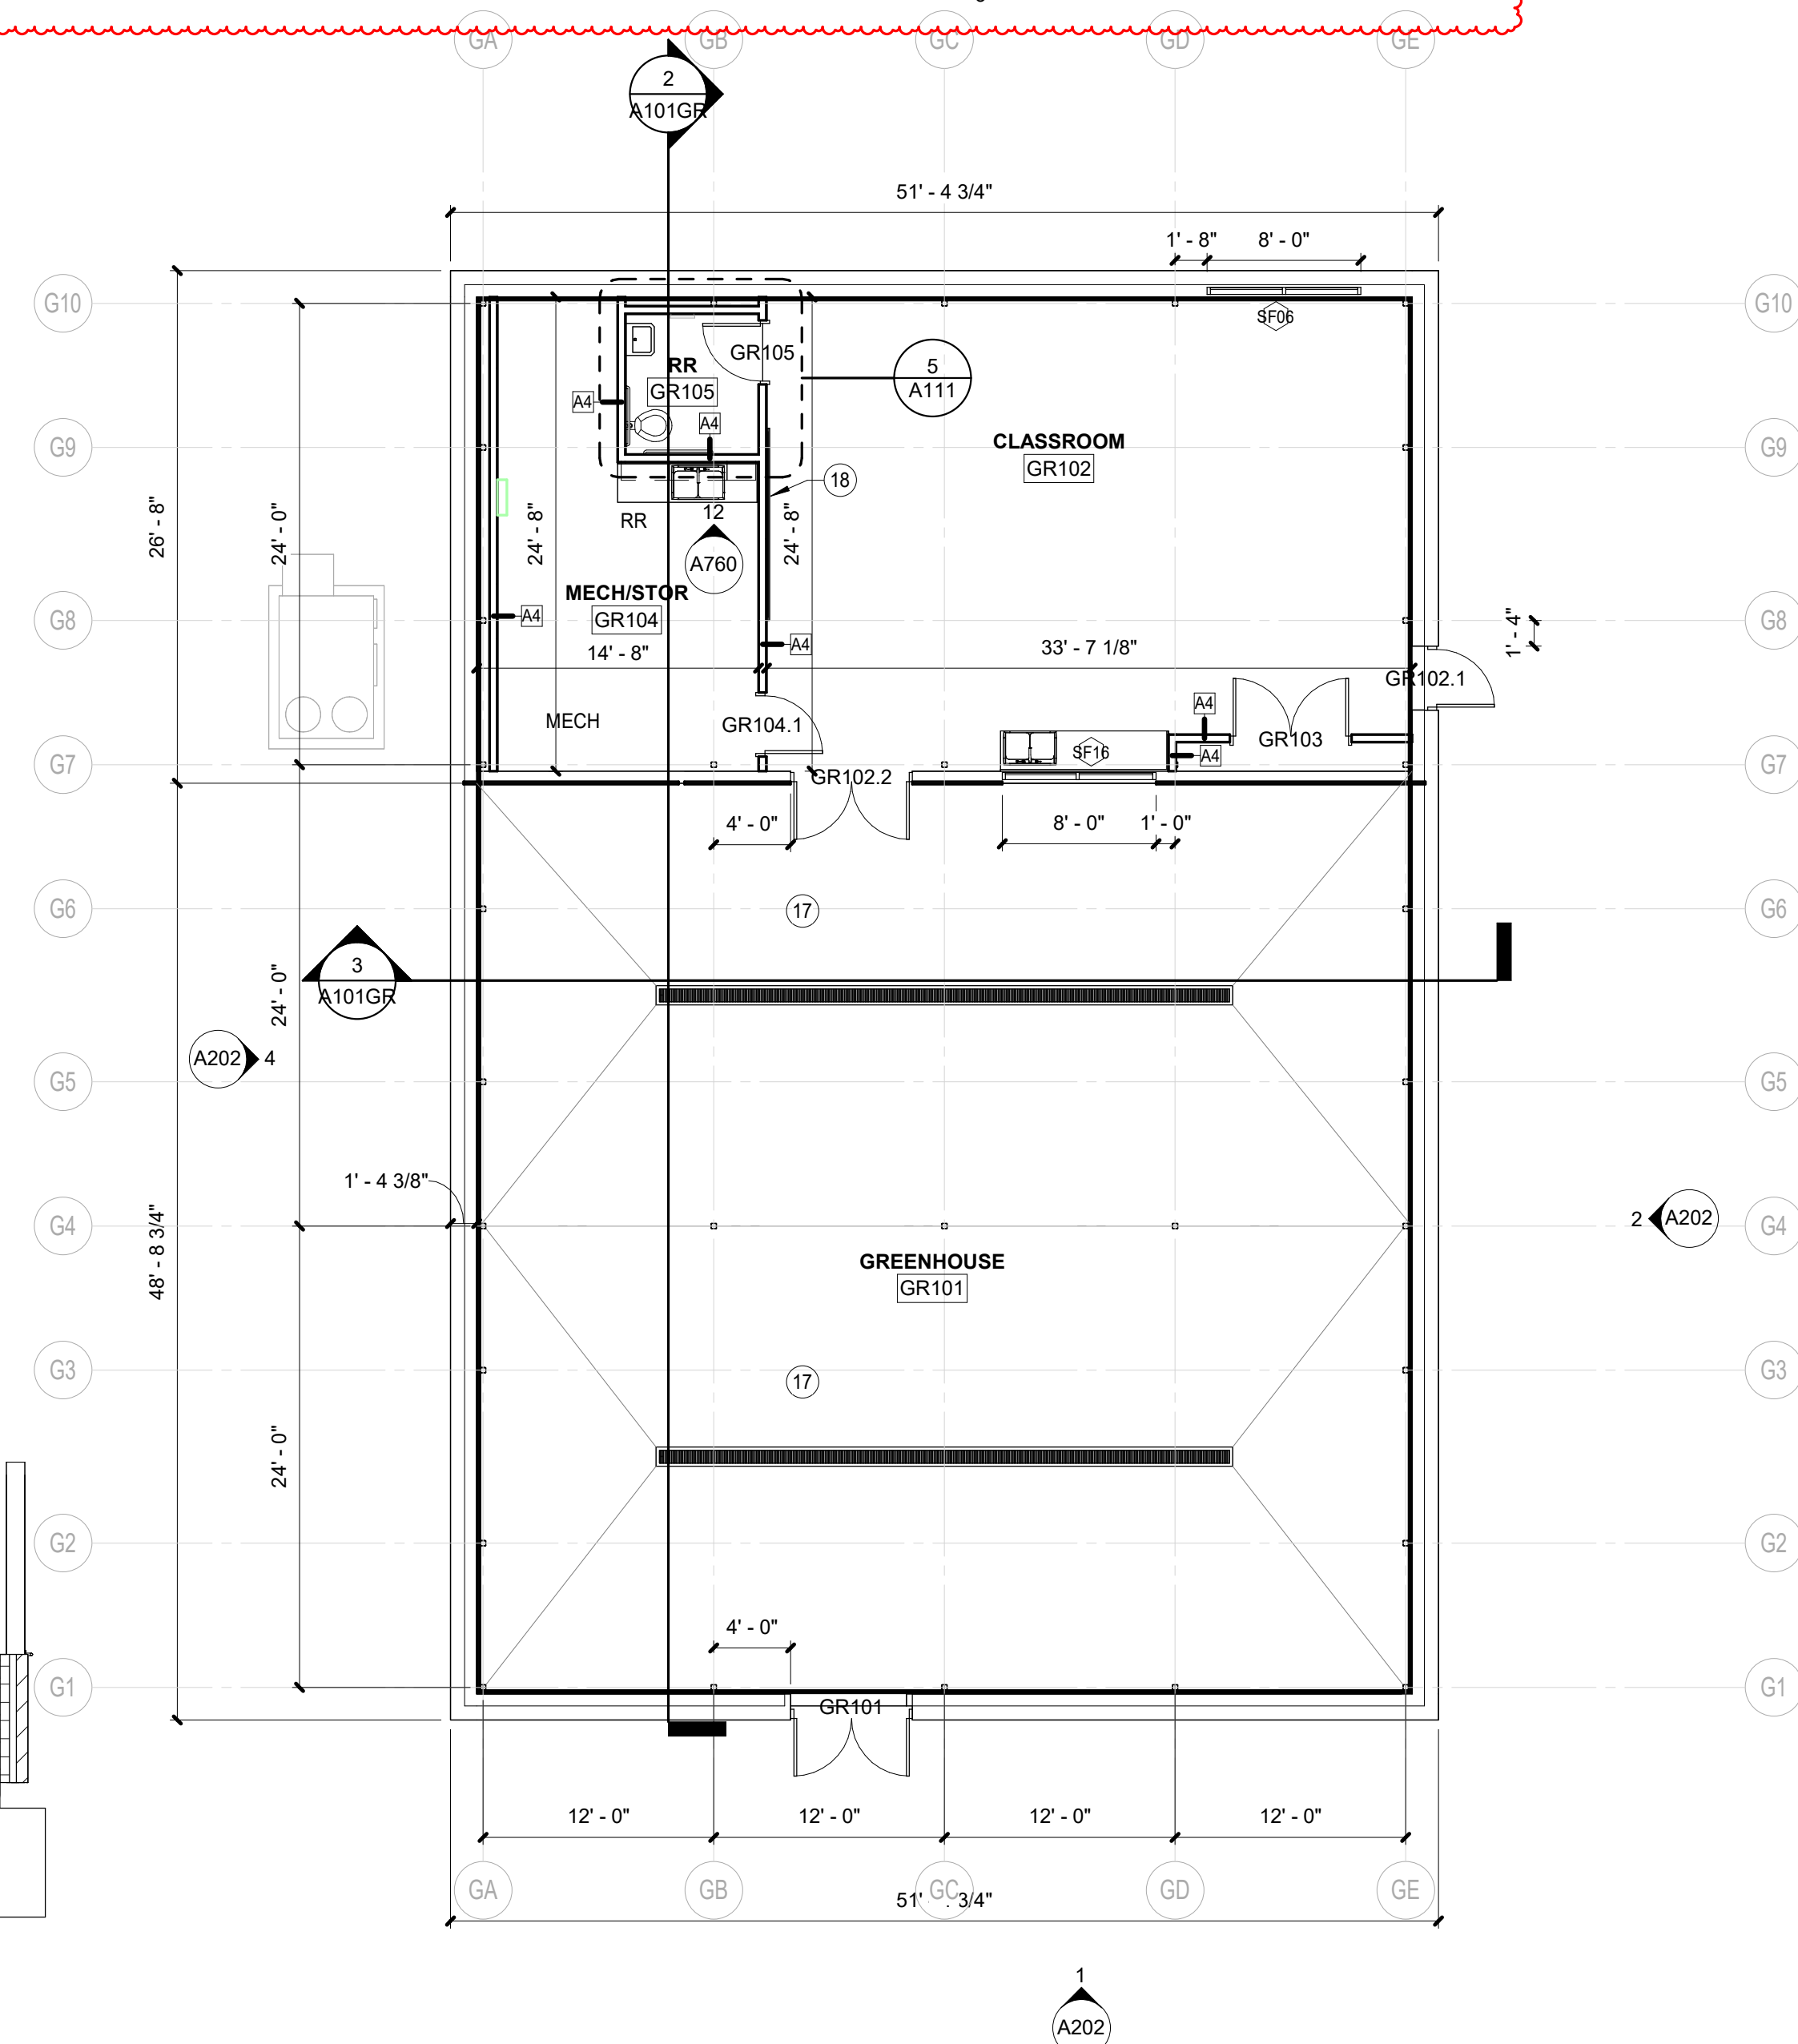 GA GB GC GD GE
2
A101GR
51' - 4 3/4"
1' - 8" 8' - 0"
G10 G10
SF06
GR105
RR
GR105
5
A111
A4
A4
CLASSROOM
GR102
G9 G9
18
26' - 8"
24' - 0"
24' - 8"
24' - 8"
RR
12
A760
MECH/STOR
GR104
A4
G8 G8
1' - 4"
A4
14' - 8"
33' - 7 1/8"
GR102.1
A4
MECH
GR104.1
GR103
SF16
A4
G7 G7
GR102.2
4' - 0"
8' - 0" 1' - 0"
G6 G6
17
3
A101GR
24' - 0"
A202 4
G5 G5
1' - 4 3/8"
48' - 8 3/4"
G4 G4
2 A202
GREENHOUSE
GR101
G3 G3
17
24' - 0"
G2 G2
4' - 0"
G1 G1
GR101
12' - 0" 12' - 0" 12' - 0" 12' - 0"
GA GB GC GD GE
51' 3/4"
1
A202